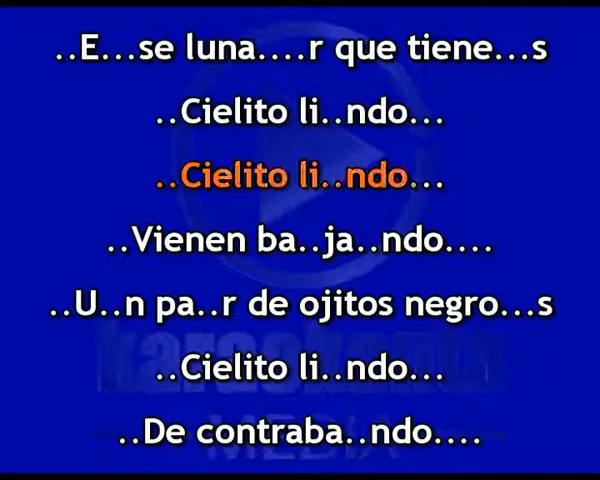 ..E...se luna....r que tiene...s
..Cielito li..ndo...
..Cielito li..ndo...
..Vienen ba..ja..ndo....
..U..n pa..r de ojitos negro...s
..Cielito li..ndo...
..De contraba..ndo....
MEDIA